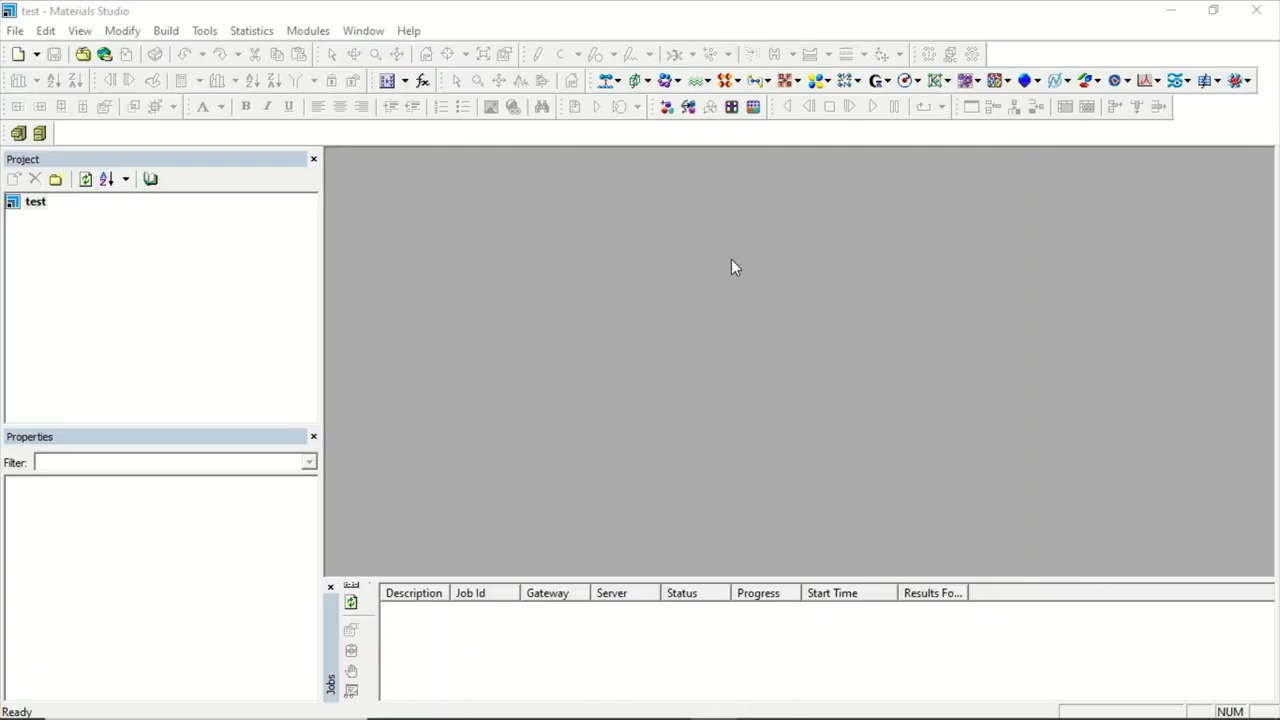 test - Materials Studio
File Edit View Modify Build Tools Statistics Modules Window Help
A B I U
Project
test
Properties
Filter:
Jobs
Description Job Id Gateway Server Status Progress Start Time Results Fo...
Ready
NUM